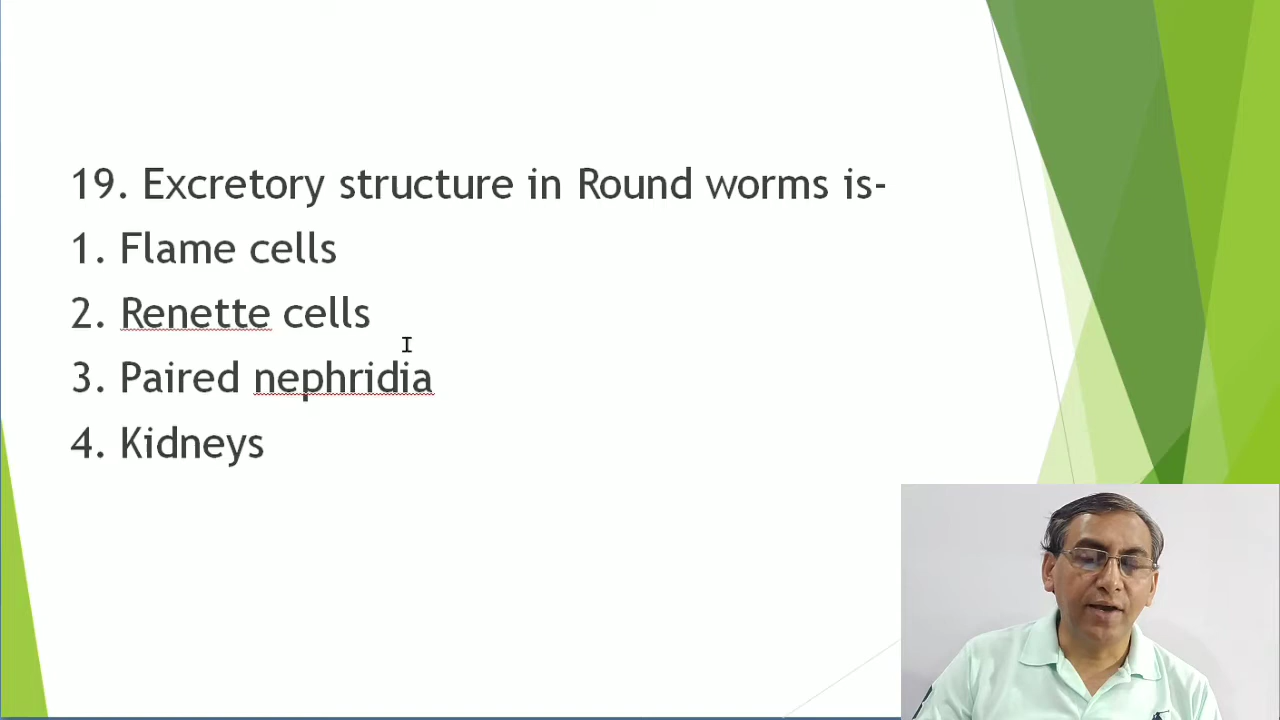 19. Excretory structure in Round worms is-
1. Flame cells
2. Renette cells
3. Paired nephridia
4. Kidneys